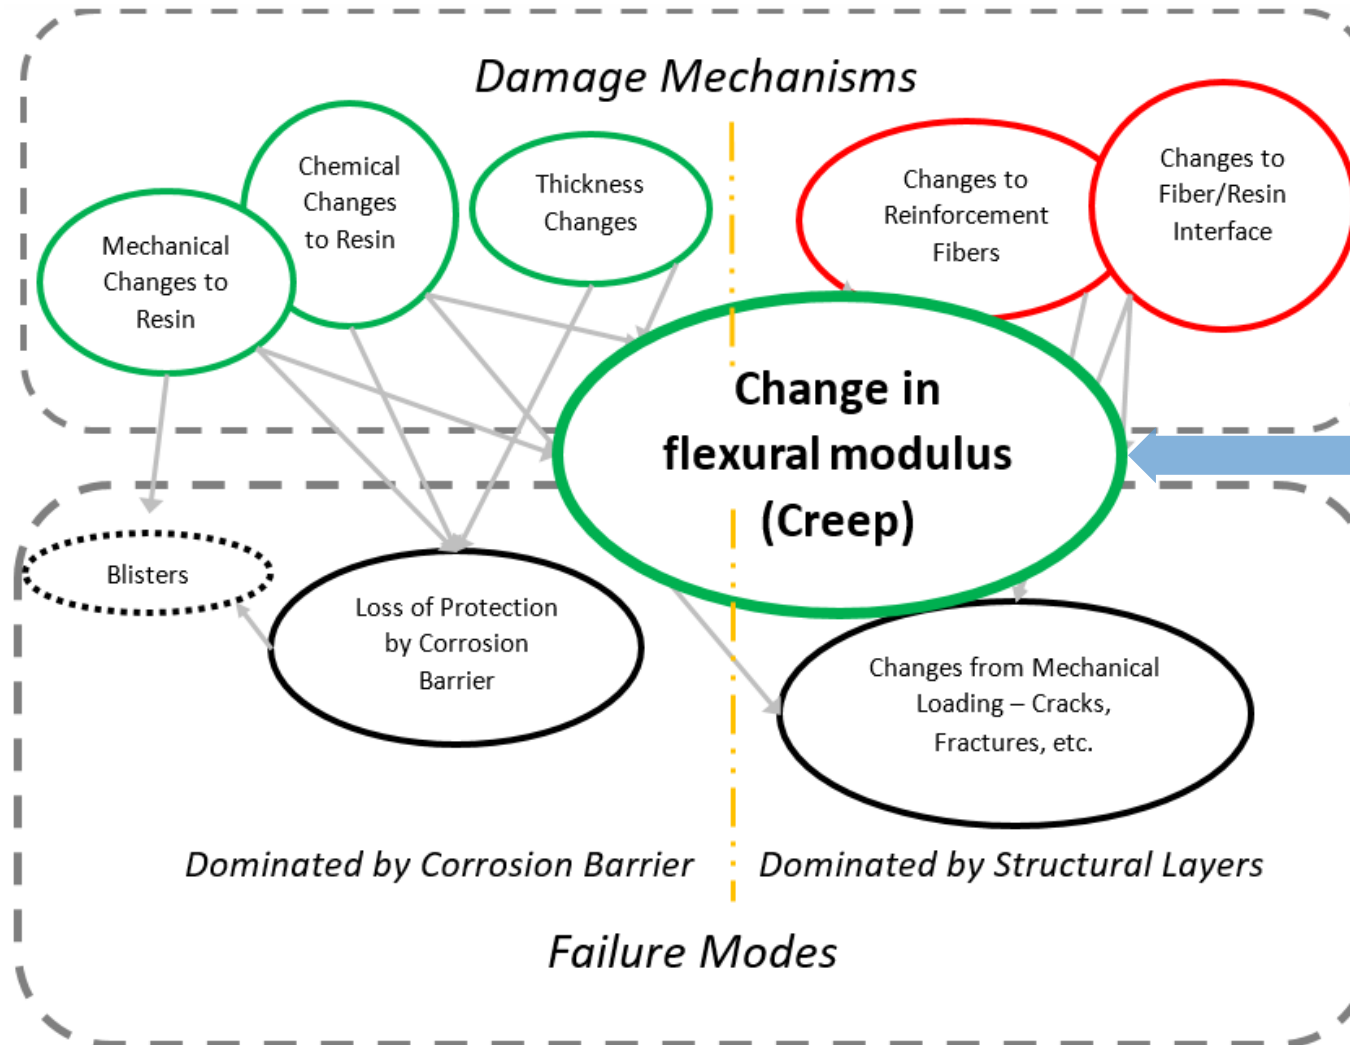 Damage Mechanisms
Mechanical
Changes to
Resin
Chemical
Changes
to Resin
Thickness
Changes
Changes to
Reinforcement
Fibers
Changes to
Fiber/Resin
Interface
Change in
flexural modulus
(Creep)
Blisters
Loss of Protection
by Corrosion
Barrier
Changes from Mechanical
Loading – Cracks,
Fractures, etc.
Dominated by Corrosion Barrier
Dominated by Structural Layers
Failure Modes